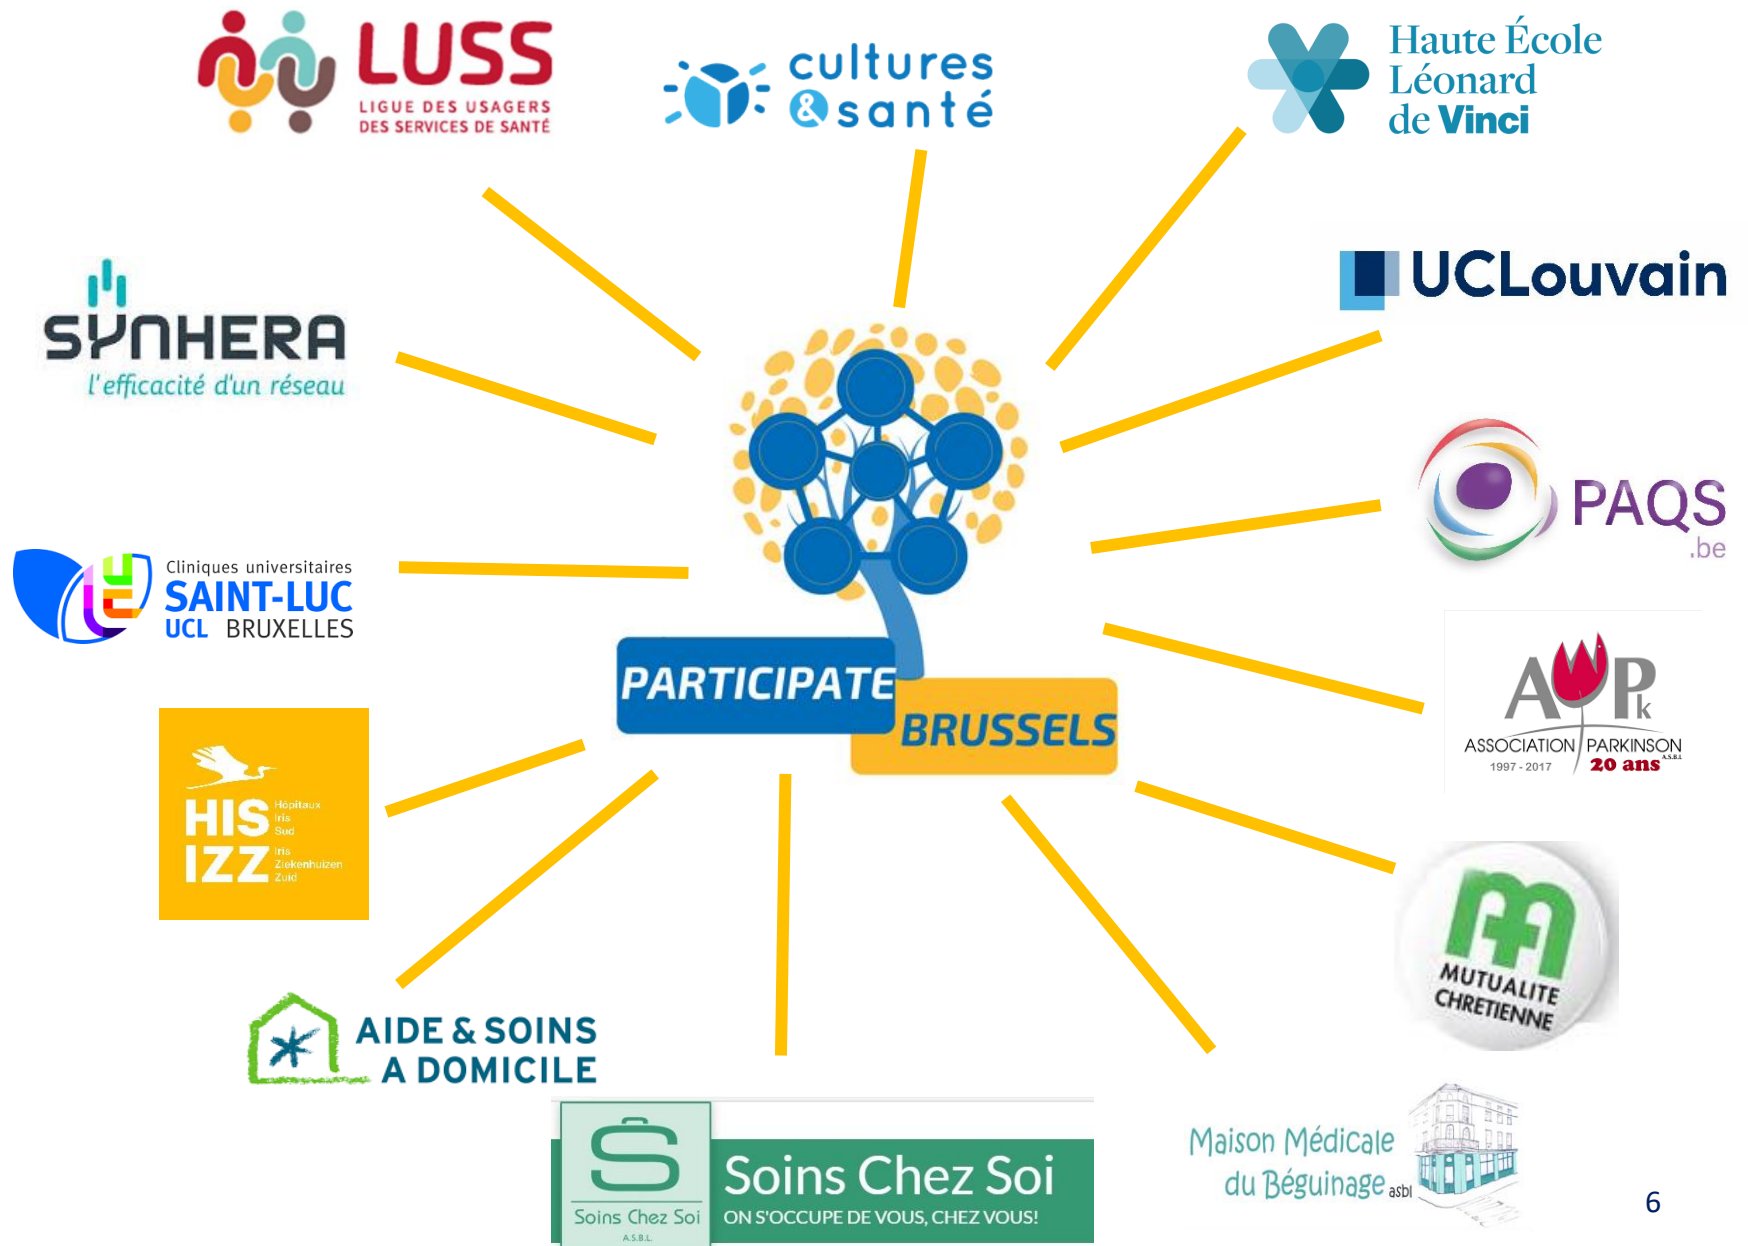 LUSS
LIGUE DES USAGERS
DES SERVICES DE SANTÉ
cultures
&santé
Haute École
Léonard
de Vinci
SYNHERA
l'efficacité d'un réseau
UCLouvain
PAQS
.be
Cliniques universitaires
SAINT-LUC
UCL BRUXELLES
PARTICIPATE
BRUSSELS
AWPk
ASSOCIATION PARKINSON
A.S.B.L
1997 - 2017 20 ans
HIS
Hôpitaux
Iris
Sud
IZZ
Iris
Ziekenhuizen
Zuid
MUTUALITE
CHRETIENNE
AIDE & SOINS
A DOMICILE
Soins Chez Soi
A.S.B.L.
Soins Chez Soi
ON S'OCCUPE DE VOUS, CHEZ VOUS!
Maison Médicale
du Béguinage asbl
6